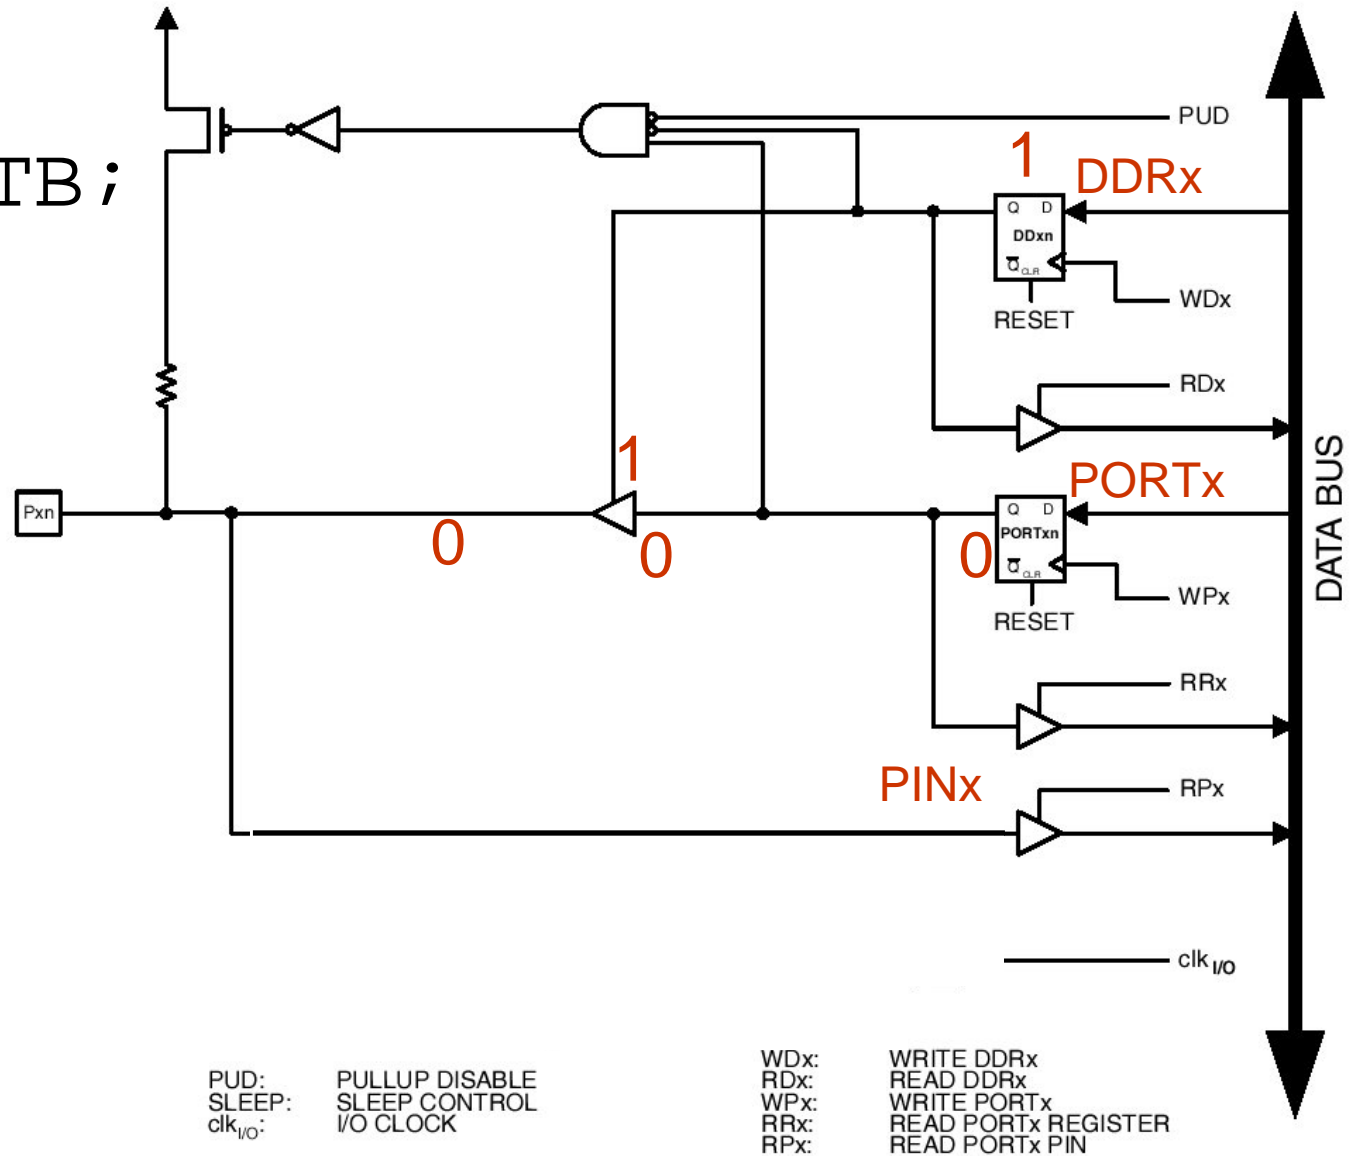 PUD
1
DDRx
TB;
Q D
DDxn
Q CLR
WDx
RESET
RDx
1
PORTx
DATA BUS
Pxn
0
0
0
Q D
PORTxn
Q CLR
WPx
RESET
RRx
PINx
RPx
clk I/O
PUD: PULLUP DISABLE
SLEEP: SLEEP CONTROL
clkI/O: I/O CLOCK
WDx: WRITE DDRx
RDx: READ DDRx
WPx: WRITE PORTx
RRx: READ PORTx REGISTER
RPx: READ PORTx PIN